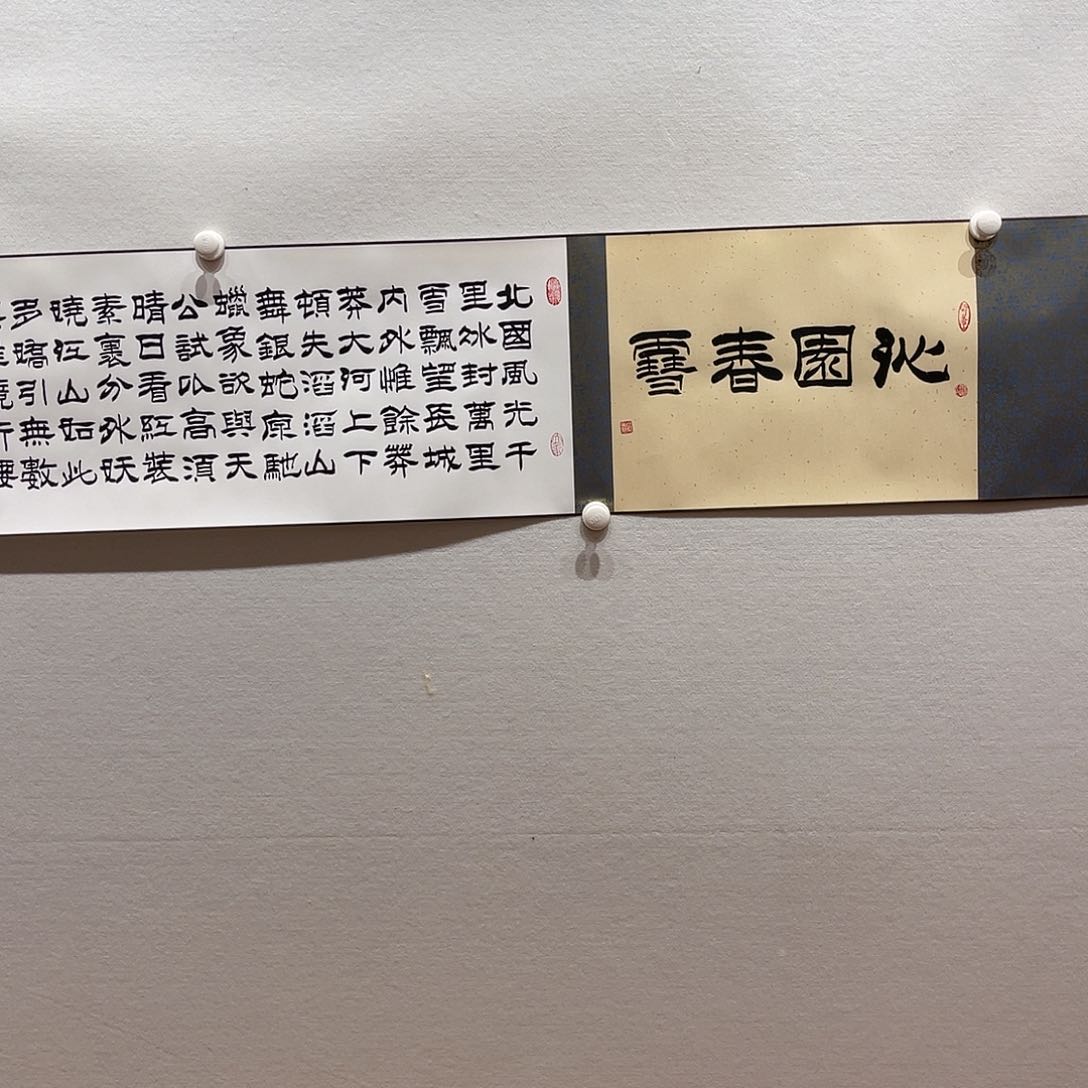 沁園春雪
北國風光千
里冰封萬里
雪飄望長城
内外惟餘莽
莽大河上下
頓失滔滔山
舞銀蛇原馳
蠟象欲與天
公試比高須
晴日看紅裝
素裹分外妖
嬈江山如此
多嬌引無數